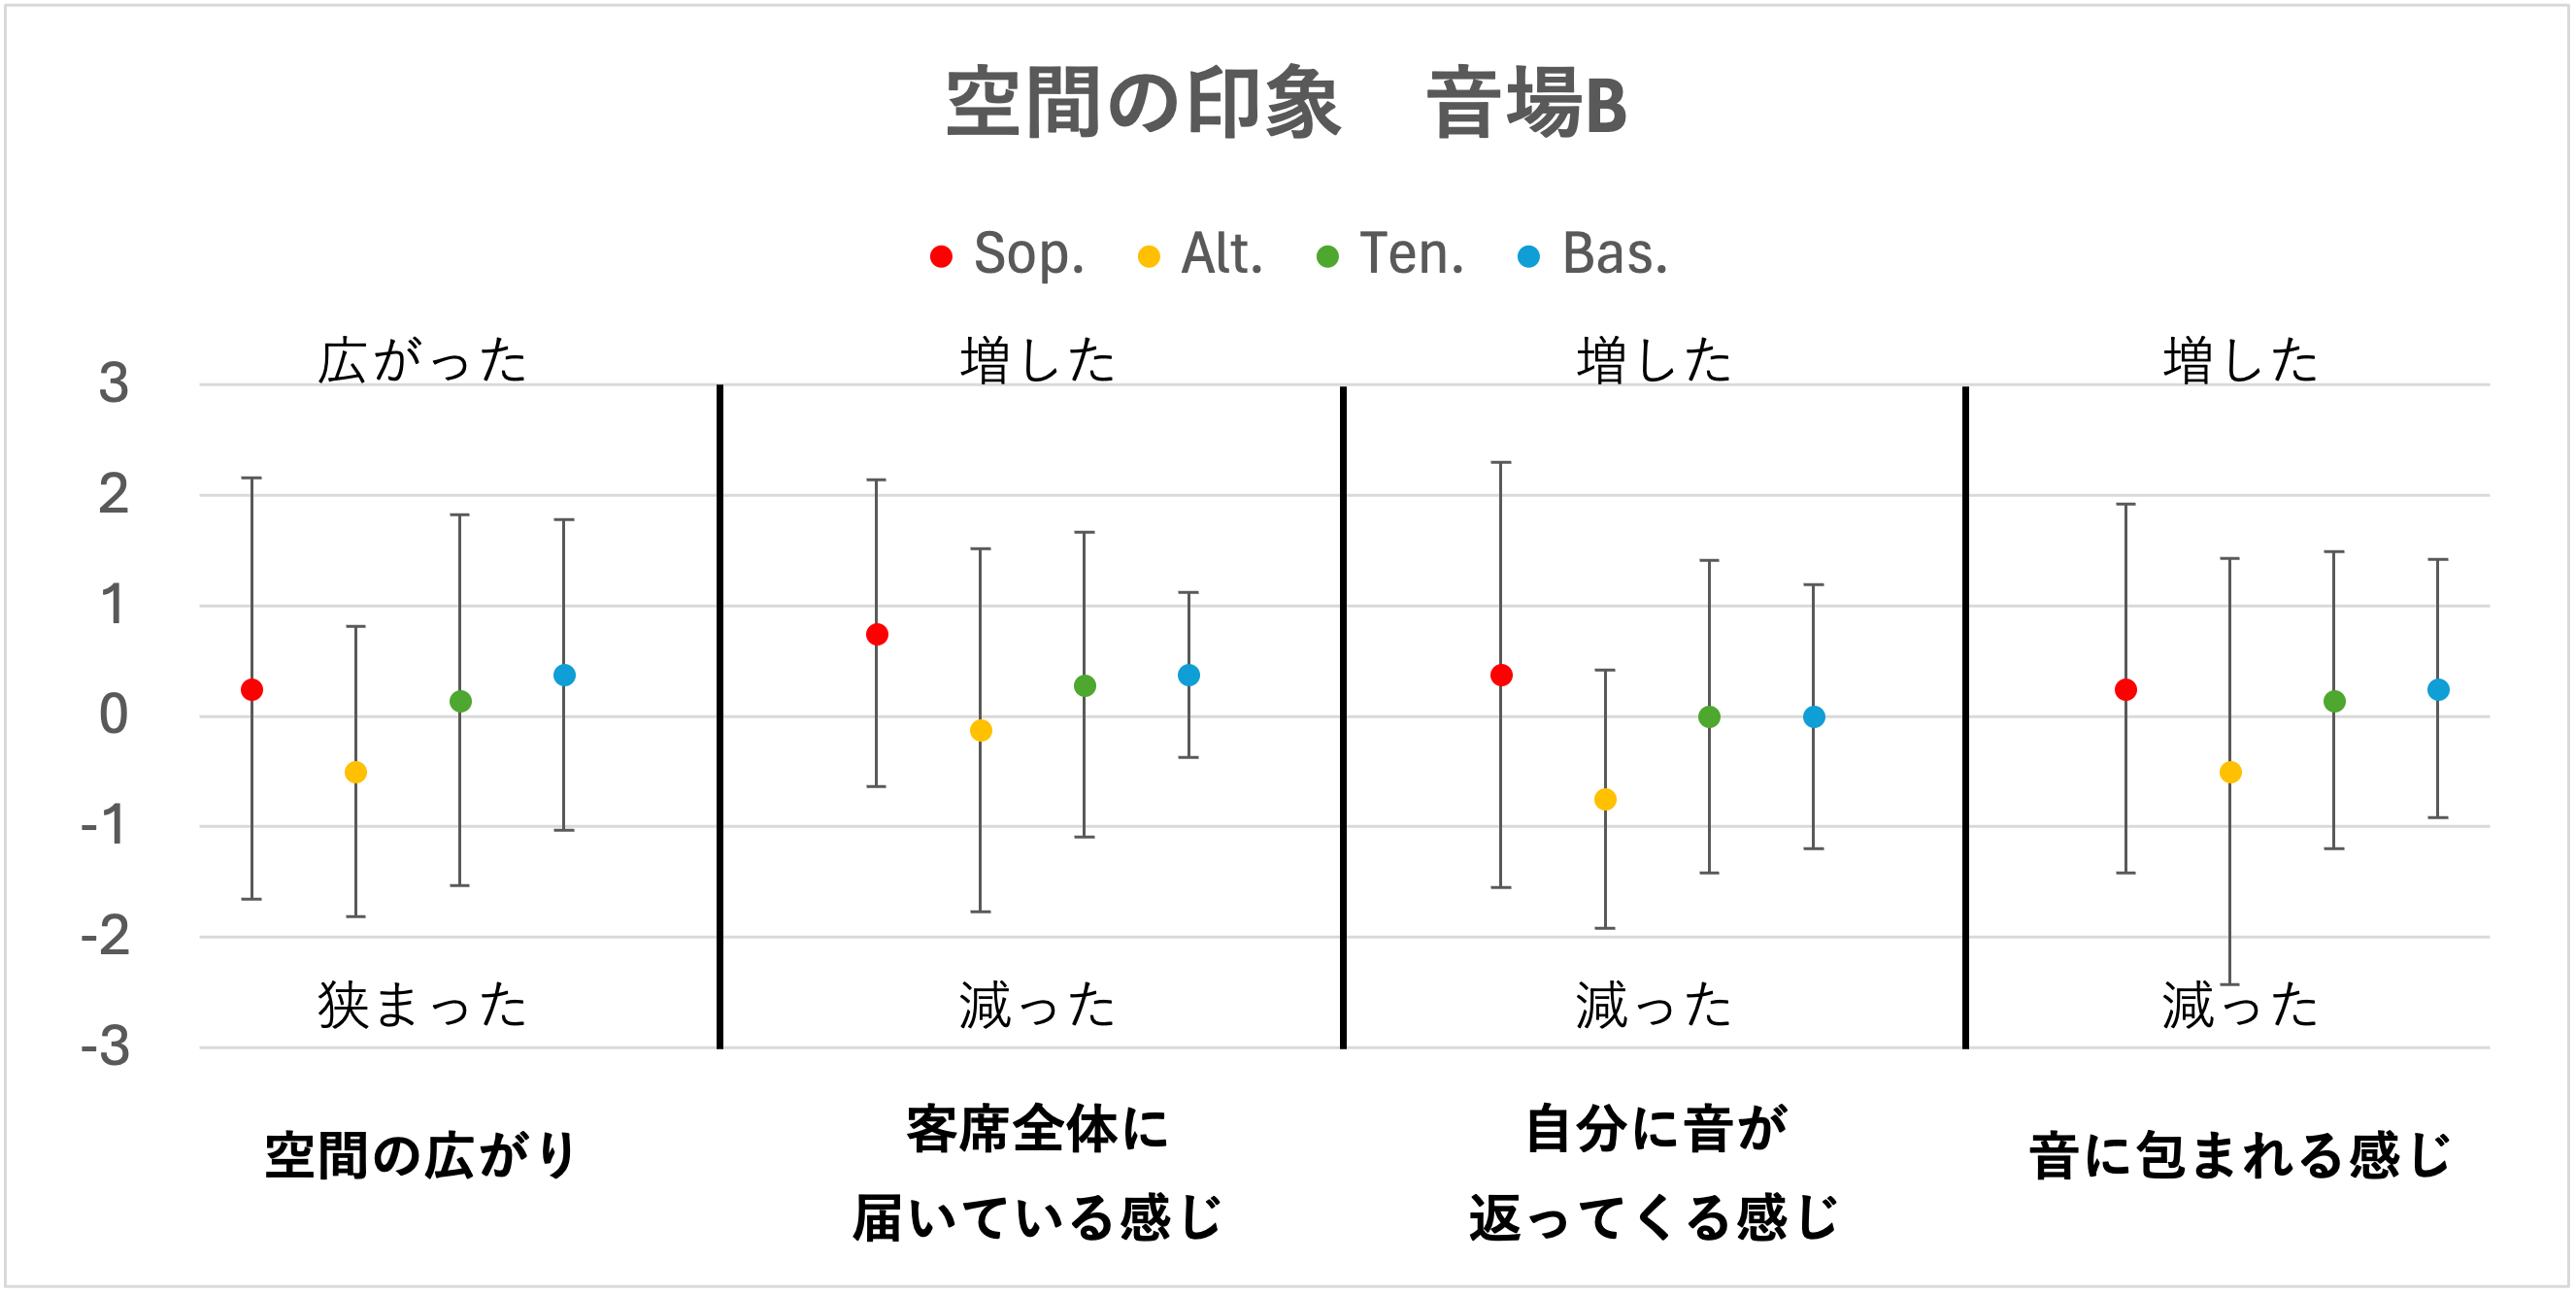 空間の印象　音場B
Sop. Alt. Ten. Bas.
広がった 増した 増した 増した
3
2
1
0
-1
-2
狭まった 減った 減った 減った
-3
空間の広がり
客席全体に
届いている感じ
自分に音が
返ってくる感じ
音に包まれる感じ